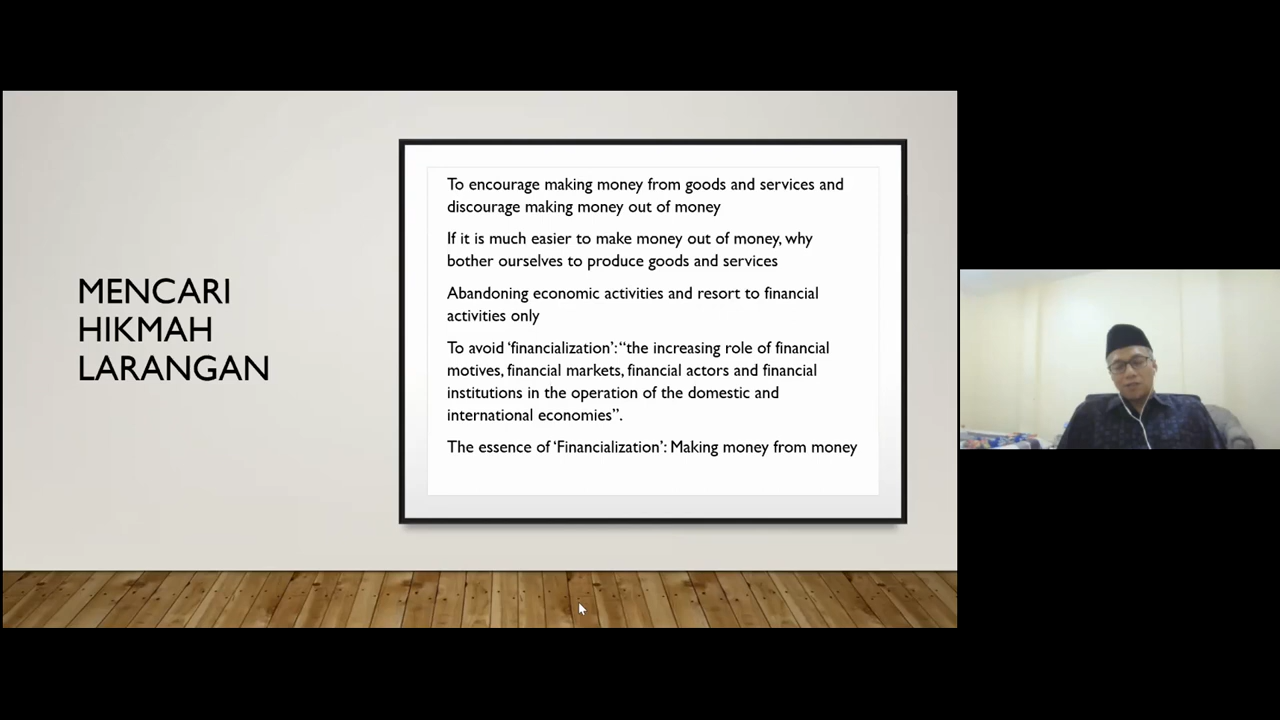 MENCARI
HIKMAH
LARANGAN
To encourage making money from goods and services and
discourage making money out of money
If it is much easier to make money out of money, why
bother ourselves to produce goods and services
Abandoning economic activities and resort to financial
activities only
To avoid ‘financialization’: “the increasing role of financial
motives, financial markets, financial actors and financial
institutions in the operation of the domestic and
international economies”.
The essence of ‘Financialization’: Making money from money